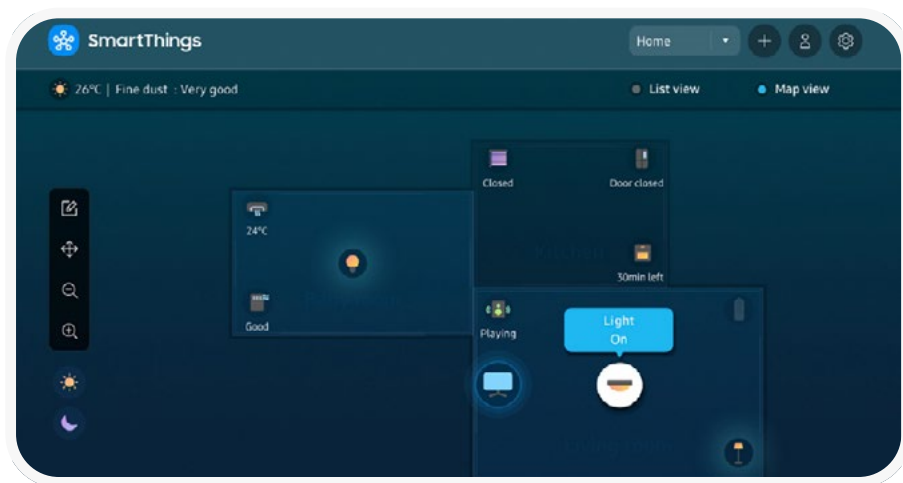 SmartThings
Home
26℃ | Fine dust : Very good
List view
Map view
Closed
Door closed
24℃
30min left
Good
Playing
Light
On